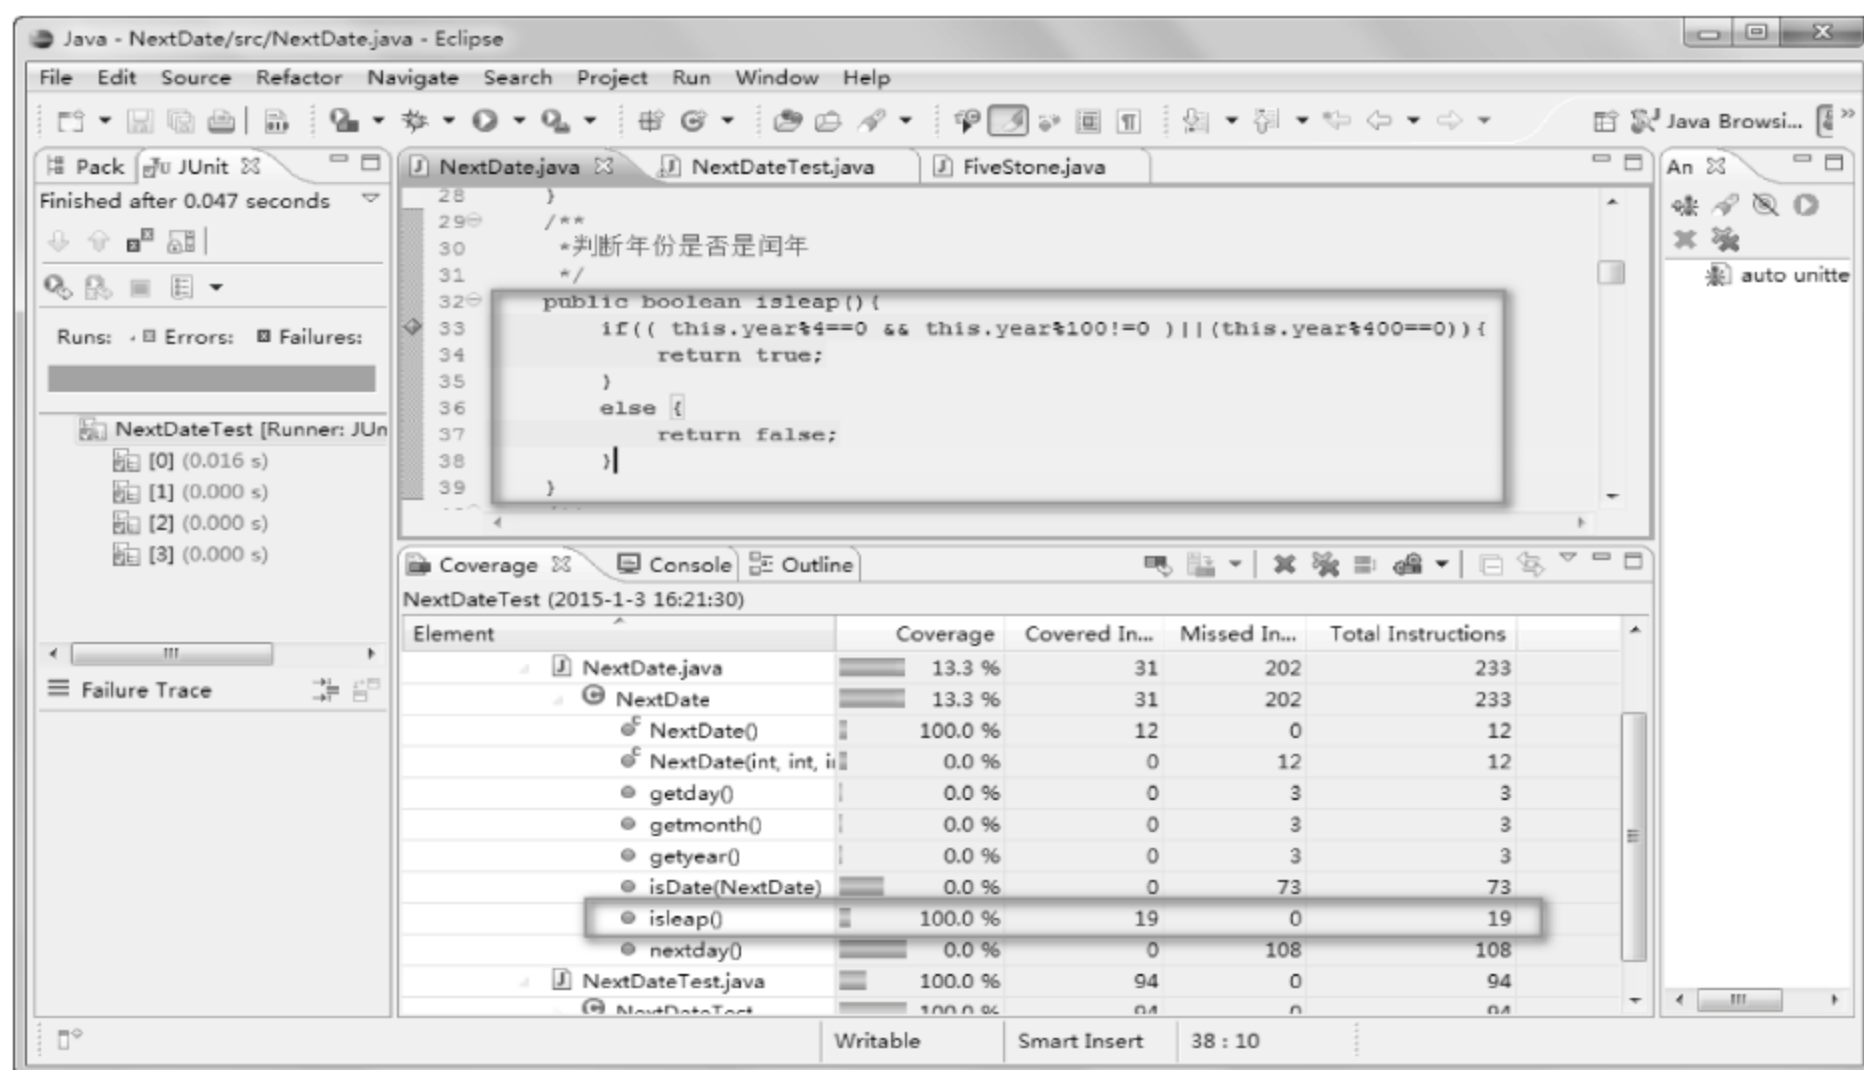 Java - NextDate/src/NextDate.java - Eclipse
File Edit Source Refactor Navigate Search Project Run Window Help
Java Browsi...
Pack JUnit
Finished after 0.047 seconds
Runs: Errors: Failures:
NextDateTest [Runner: JUn
[0] (0.016 s)
[1] (0.000 s)
[2] (0.000 s)
[3] (0.000 s)
Failure Trace
NextDate.java NextDateTest.java FiveStone.java
28 }
29 /**
30 *判断年份是否是闰年
31 */
32 public boolean isleap(){
33 if(( this.year%4==0 && this.year%100!=0 )||(this.year%400==0)){
34 return true;
35 }
36 else {
37 return false;
38 }
39 }
An
auto unitte
Coverage Console Outline
NextDateTest (2015-1-3 16:21:30)
Element Coverage Covered In... Missed In... Total Instructions
NextDate.java 13.3 % 31 202 233
NextDate 13.3 % 31 202 233
NextDate() 100.0 % 12 0 12
NextDate(int, int, i 0.0 % 0 12 12
getday() 0.0 % 0 3 3
getmonth() 0.0 % 0 3 3
getyear() 0.0 % 0 3 3
isDate(NextDate) 0.0 % 0 73 73
isleap() 100.0 % 19 0 19
nextday() 0.0 % 0 108 108
NextDateTest.java 100.0 % 94 0 94
NextDateTest 100.0 % 94 0 94
Writable Smart Insert 38 : 10